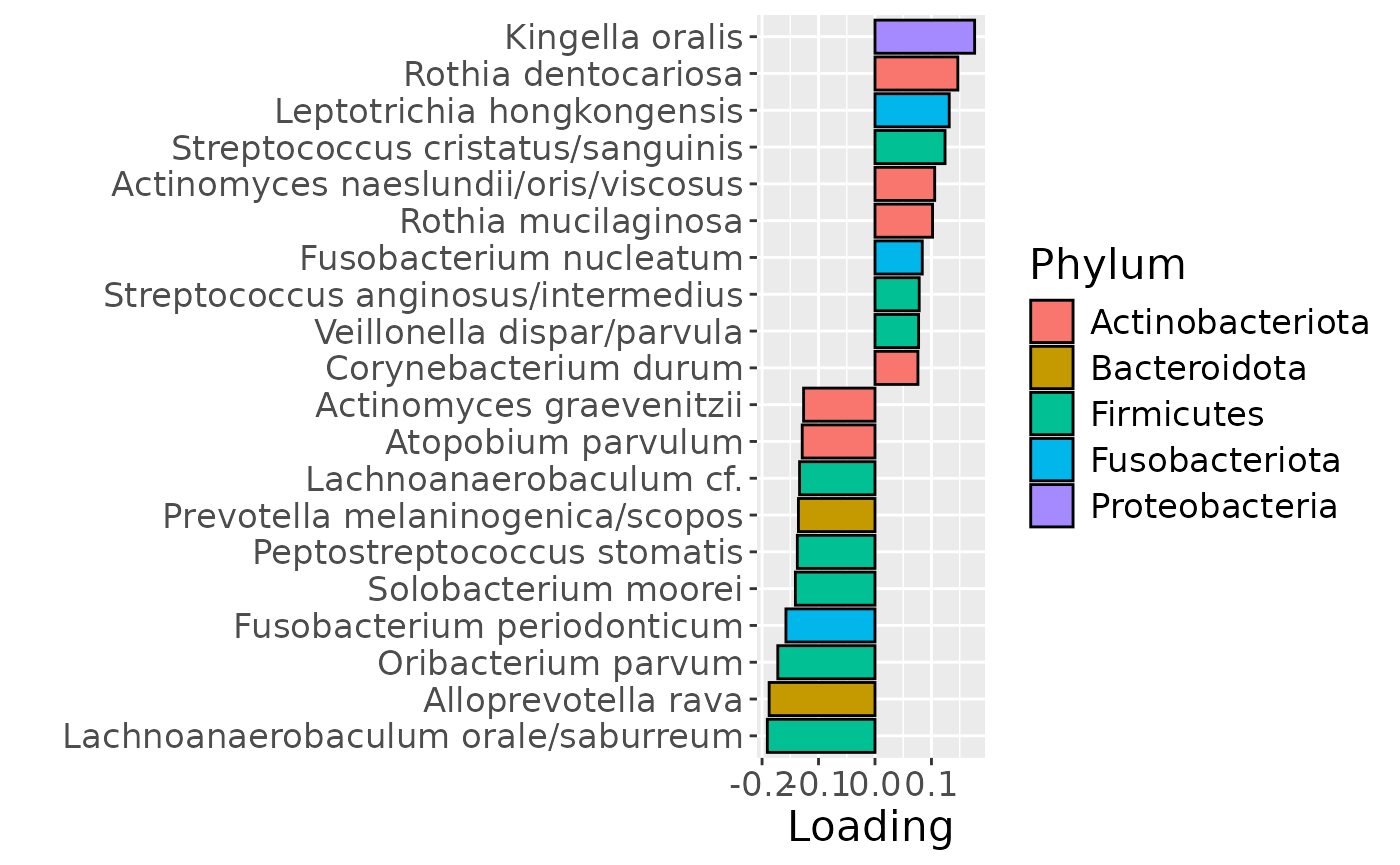 Kingella oralis
Rothia dentocariosa
Leptotrichia hongkongensis
Streptococcus cristatus/sanguinis
Actinomyces naeslundii/oris/viscosus
Rothia mucilaginosa
Fusobacterium nucleatum
Streptococcus anginosus/intermedius
Veillonella dispar/parvula
Corynebacterium durum
Actinomyces graevenitzii
Atopobium parvulum
Lachnoanaerobaculum cf.
Prevotella melaninogenica/scopos
Peptostreptococcus stomatis
Solobacterium moorei
Fusobacterium periodonticum
Oribacterium parvum
Alloprevotella rava
Lachnoanaerobaculum orale/saburreum
-0.2 -0.1 0.0 0.1
Loading
Phylum
Actinobacteriota
Bacteroidota
Firmicutes
Fusobacteriota
Proteobacteria